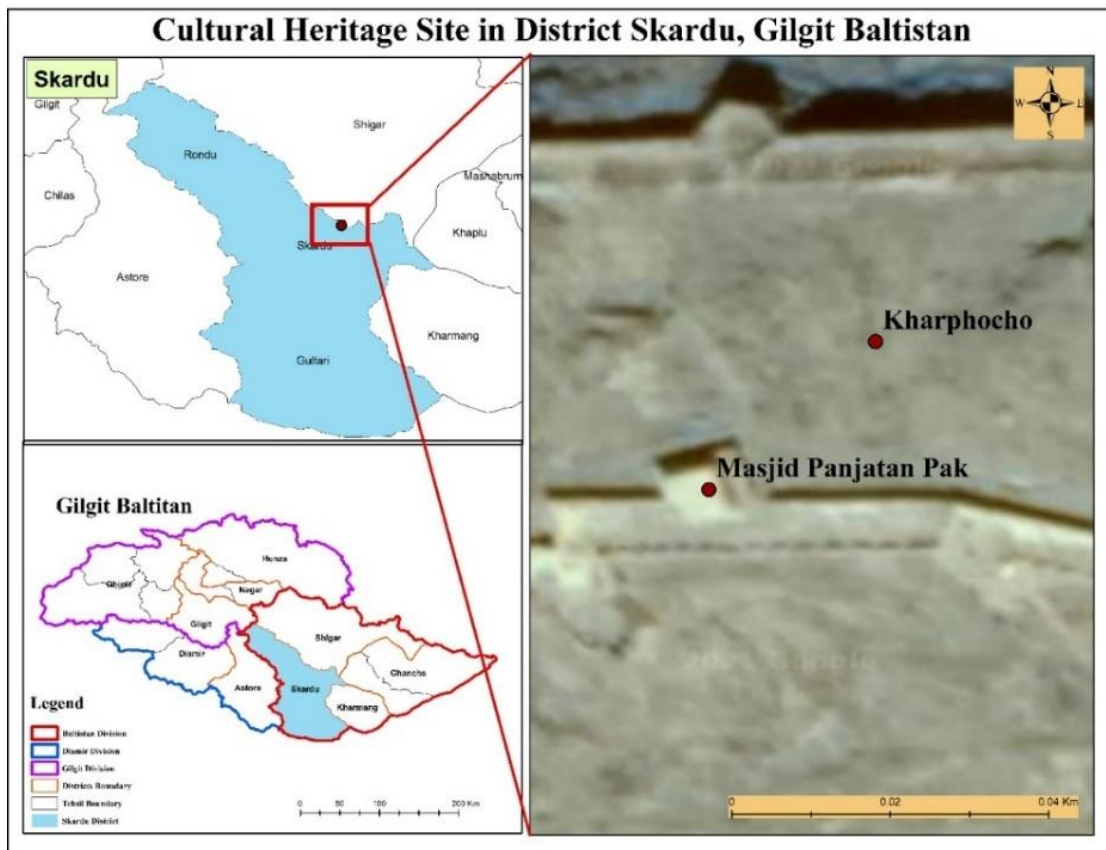 Cultural Heritage Site in District Skardu, Gilgit Baltistan
Skardu
Gilgit
Shigar
Rondu
Mashabrum
Chilas
Khaplu
Skardu
Astore
Kharmang
Gultari
Gilgit Baltitan
Hunza
Ghizir
Nagar
Gilgit
Shigar
Diamir
Ghanche
Astore
Skardu
Kharmang
Legend
Baltistan Division
Diamir Division
Gilgit Division
Districts Boundary
Tehsil Boundary
Skardu District
0 50 100 200 Km
N
W E
S
Google
Kharphocho
Masjid Panjatan Pak
Google
0 0.02 0.04 Km